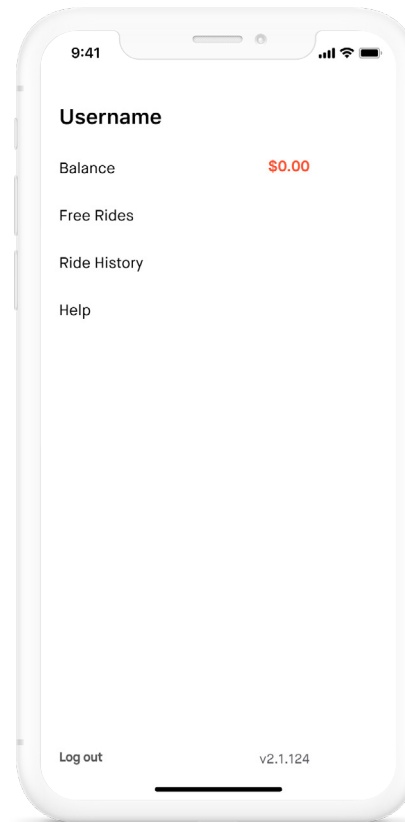 9:41
Username
Balance $0.00
Free Rides
Ride History
Help
Log out v2.1.124